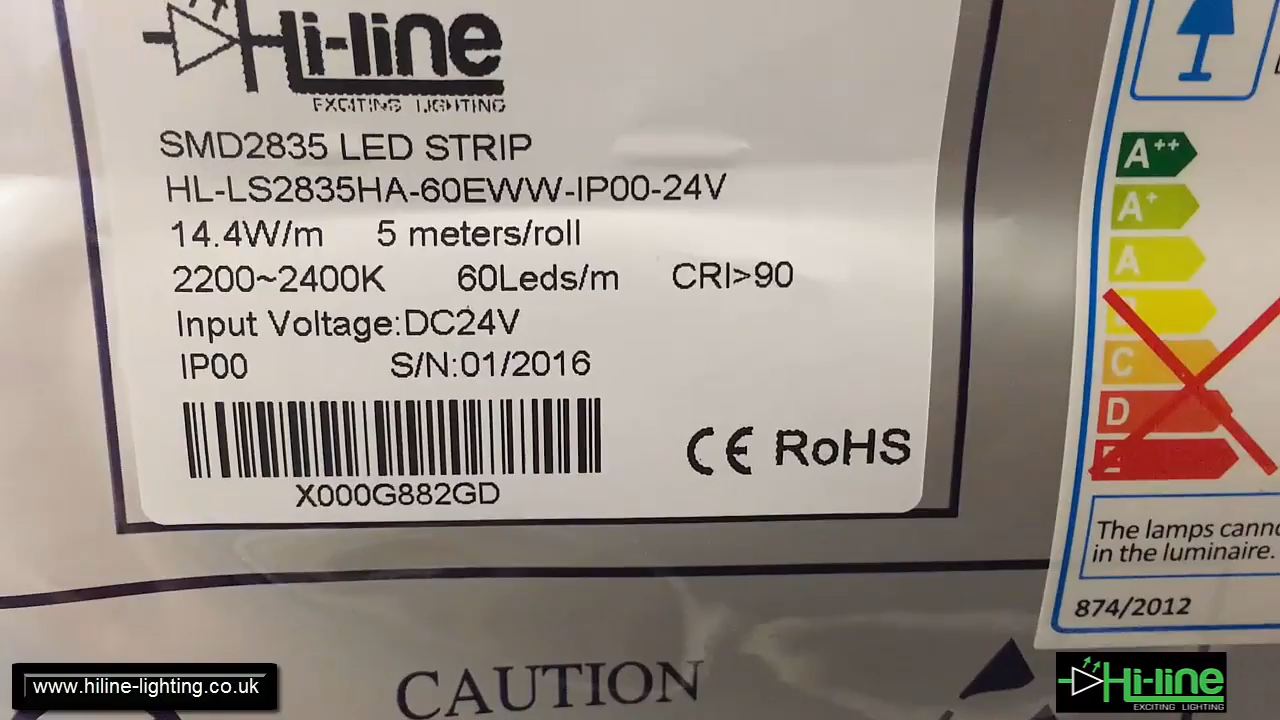 Hi-line
EXCITING LIGHTING
SMD2835 LED STRIP
HL-LS2835HA-60EWW-IP00-24V
14.4W/m 5 meters/roll
2200~2400K 60Leds/m CRI>90
Input Voltage:DC24V
IP00 S/N:01/2016
X000G882GD
CE RoHS
A++
A+
A
C
D
The lamps
in the luminaire.
874/2012
CAUTION
www.hiline-lighting.co.uk
Hi-line
EXCITING LIGHTING